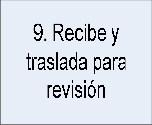 9. Recibe y
traslada para
revisión